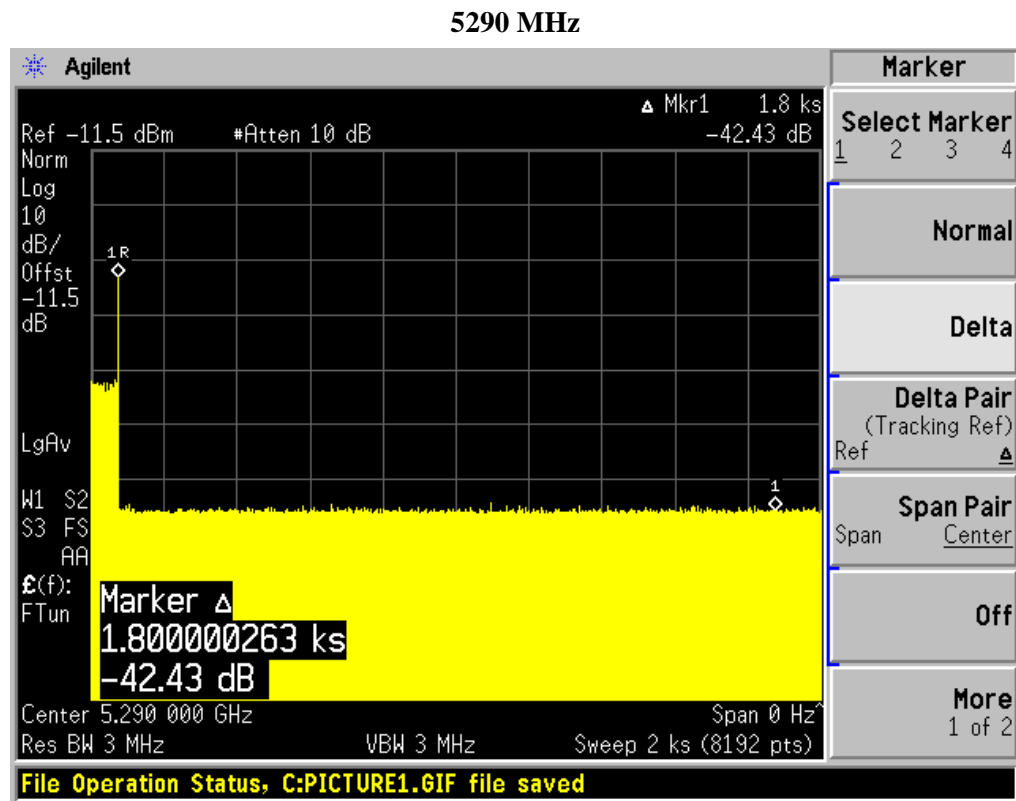 5290 MHz
Agilent
Marker
Δ Mkr1 1.8 ks
Ref −11.5 dBm #Atten 10 dB −42.43 dB
Select Marker
1 2 3 4
Norm
Log
10
dB/
Offst
−11.5
dB
1R
Normal
Delta
Delta Pair
(Tracking Ref)
Ref Δ
LgAv
1
W1 S2
S3 FS
AA
Span Pair
Span Center
£(f):
FTun
Marker Δ
1.800000263 ks
−42.43 dB
Off
Center 5.290 000 GHz Span 0 Hz^
Res BW 3 MHz VBW 3 MHz Sweep 2 ks (8192 pts)
More
1 of 2
File Operation Status, C:PICTURE1.GIF file saved